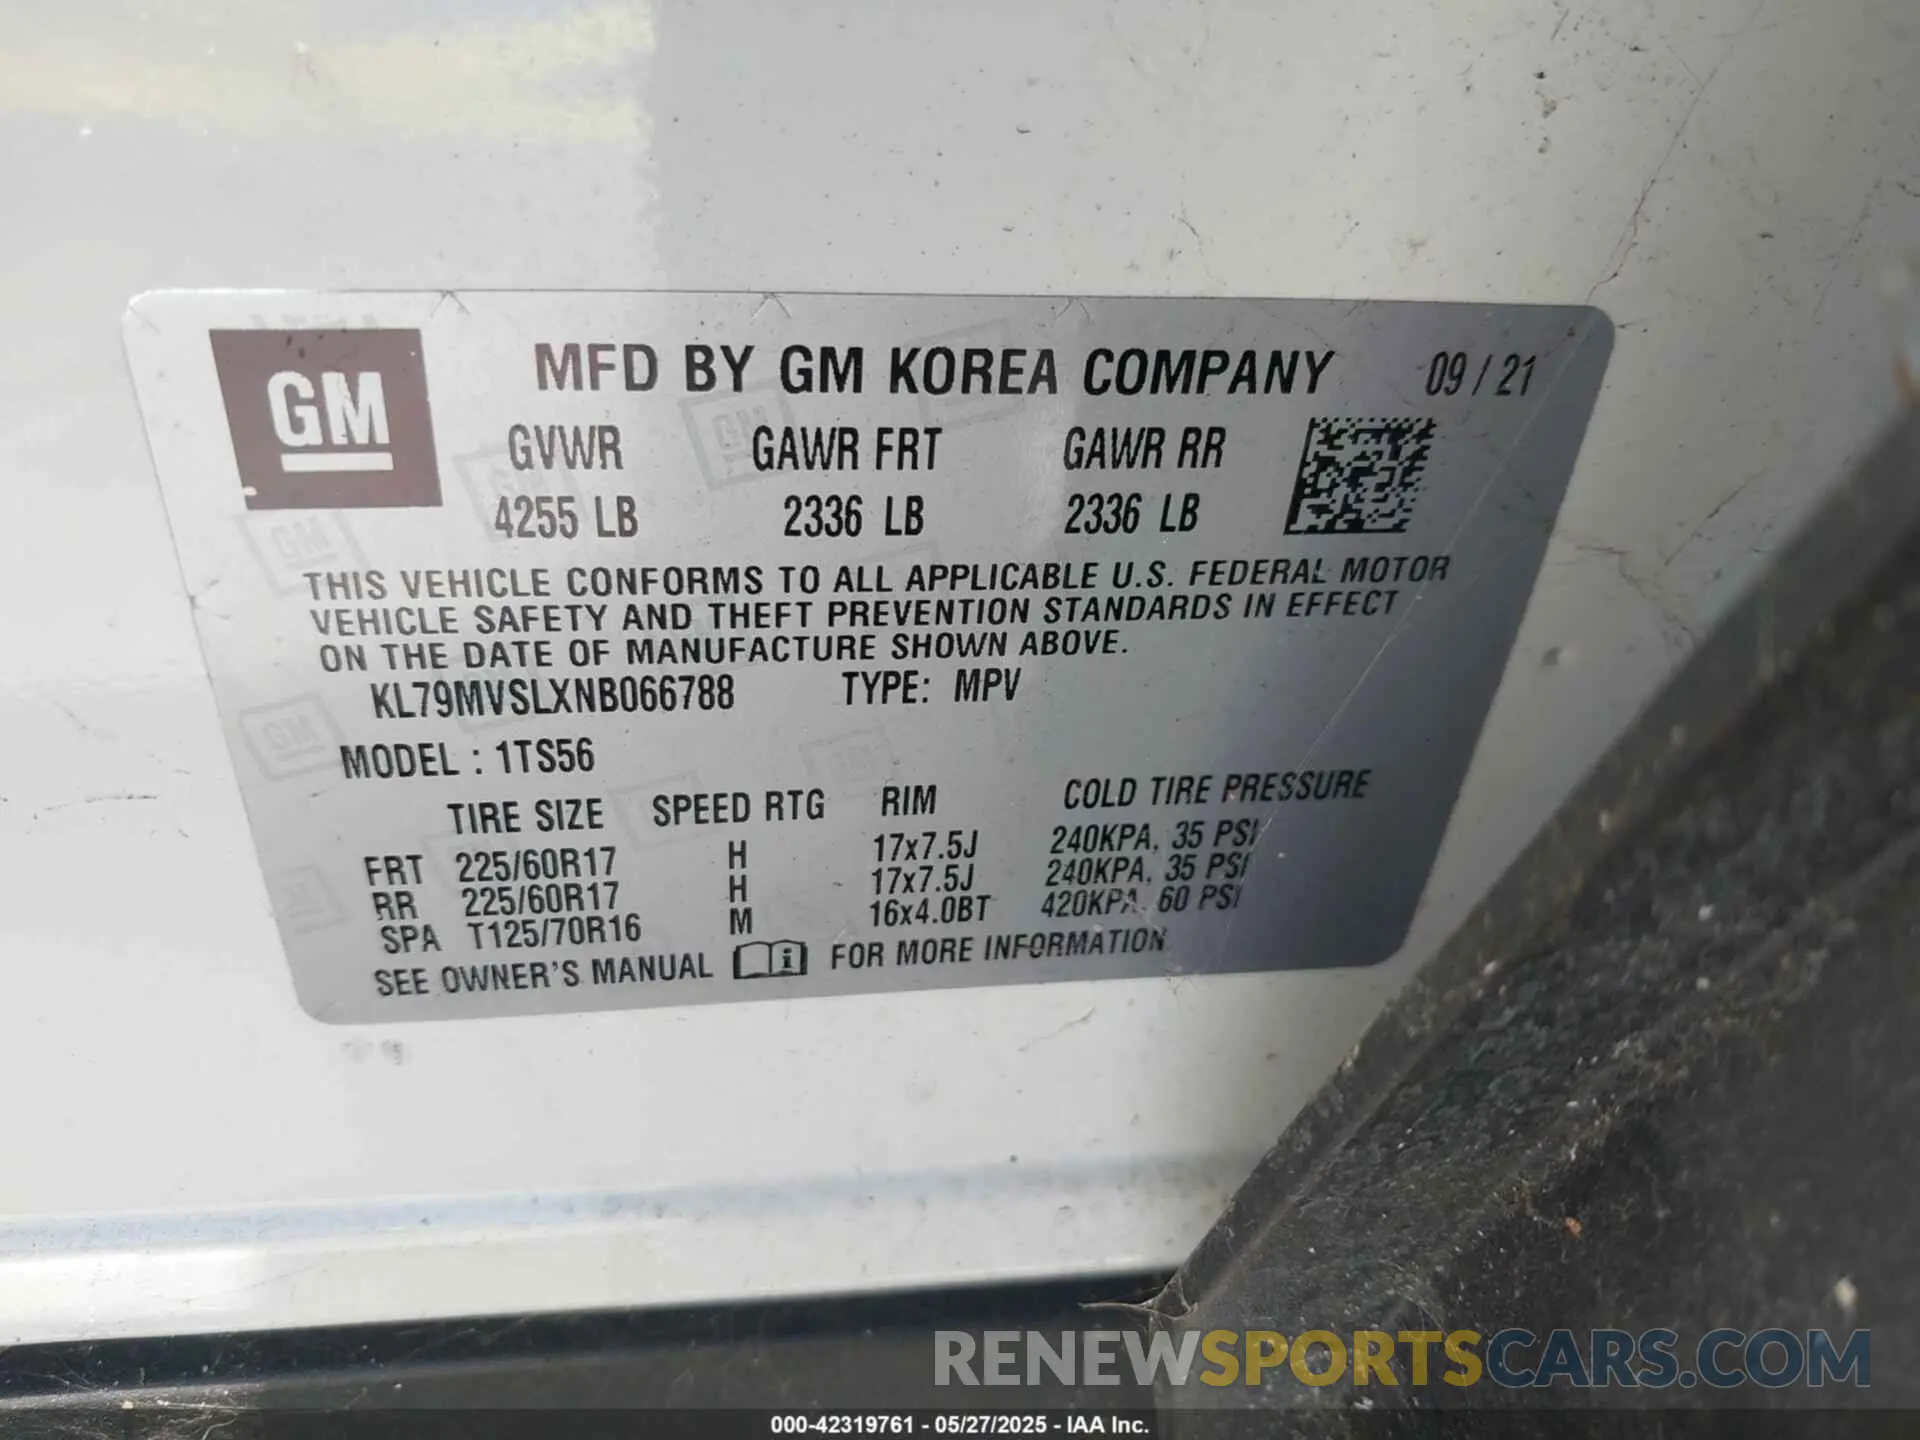 GM
MFD BY GM KOREA COMPANY 09 / 21
GVWR GAWR FRT GAWR RR
4255 LB 2336 LB 2336 LB
THIS VEHICLE CONFORMS TO ALL APPLICABLE U.S. FEDERAL MOTOR
VEHICLE SAFETY AND THEFT PREVENTION STANDARDS IN EFFECT
ON THE DATE OF MANUFACTURE SHOWN ABOVE.
KL79MVSLXNB066788 TYPE: MPV
MODEL : 1TS56
TIRE SIZE SPEED RTG RIM COLD TIRE PRESSURE
FRT 225/60R17 H 17x7.5J 240KPA, 35 PSI
RR 225/60R17 H 17x7.5J 240KPA, 35 PSI
SPA T125/70R16 M 16x4.0BT 420KPA, 60 PSI
SEE OWNER'S MANUAL i FOR MORE INFORMATION
RENEWSPORTSCARS.COM
000-42319761 - 05/27/2025 - IAA Inc.